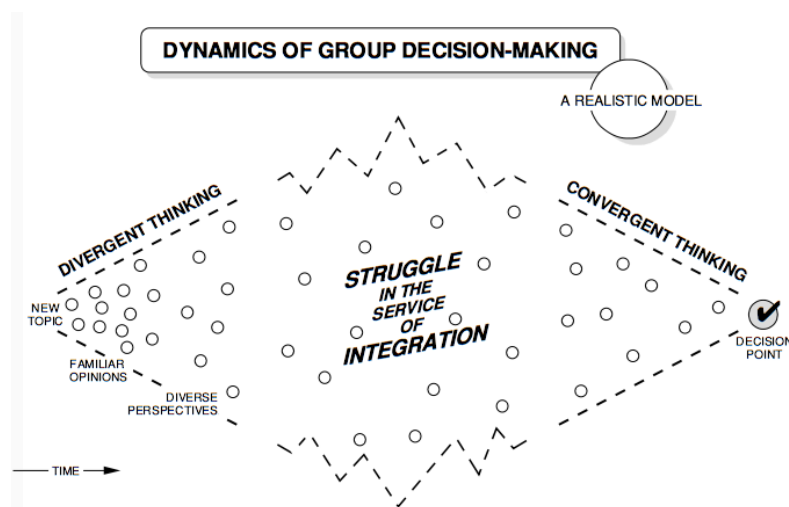 DYNAMICS OF GROUP DECISION-MAKING
A REALISTIC MODEL
DIVERGENT THINKING
CONVERGENT THINKING
STRUGGLE
IN THE
SERVICE
OF
INTEGRATION
NEW
TOPIC
FAMILIAR
OPINIONS
DIVERSE
PERSPECTIVES
DECISION
POINT
TIME